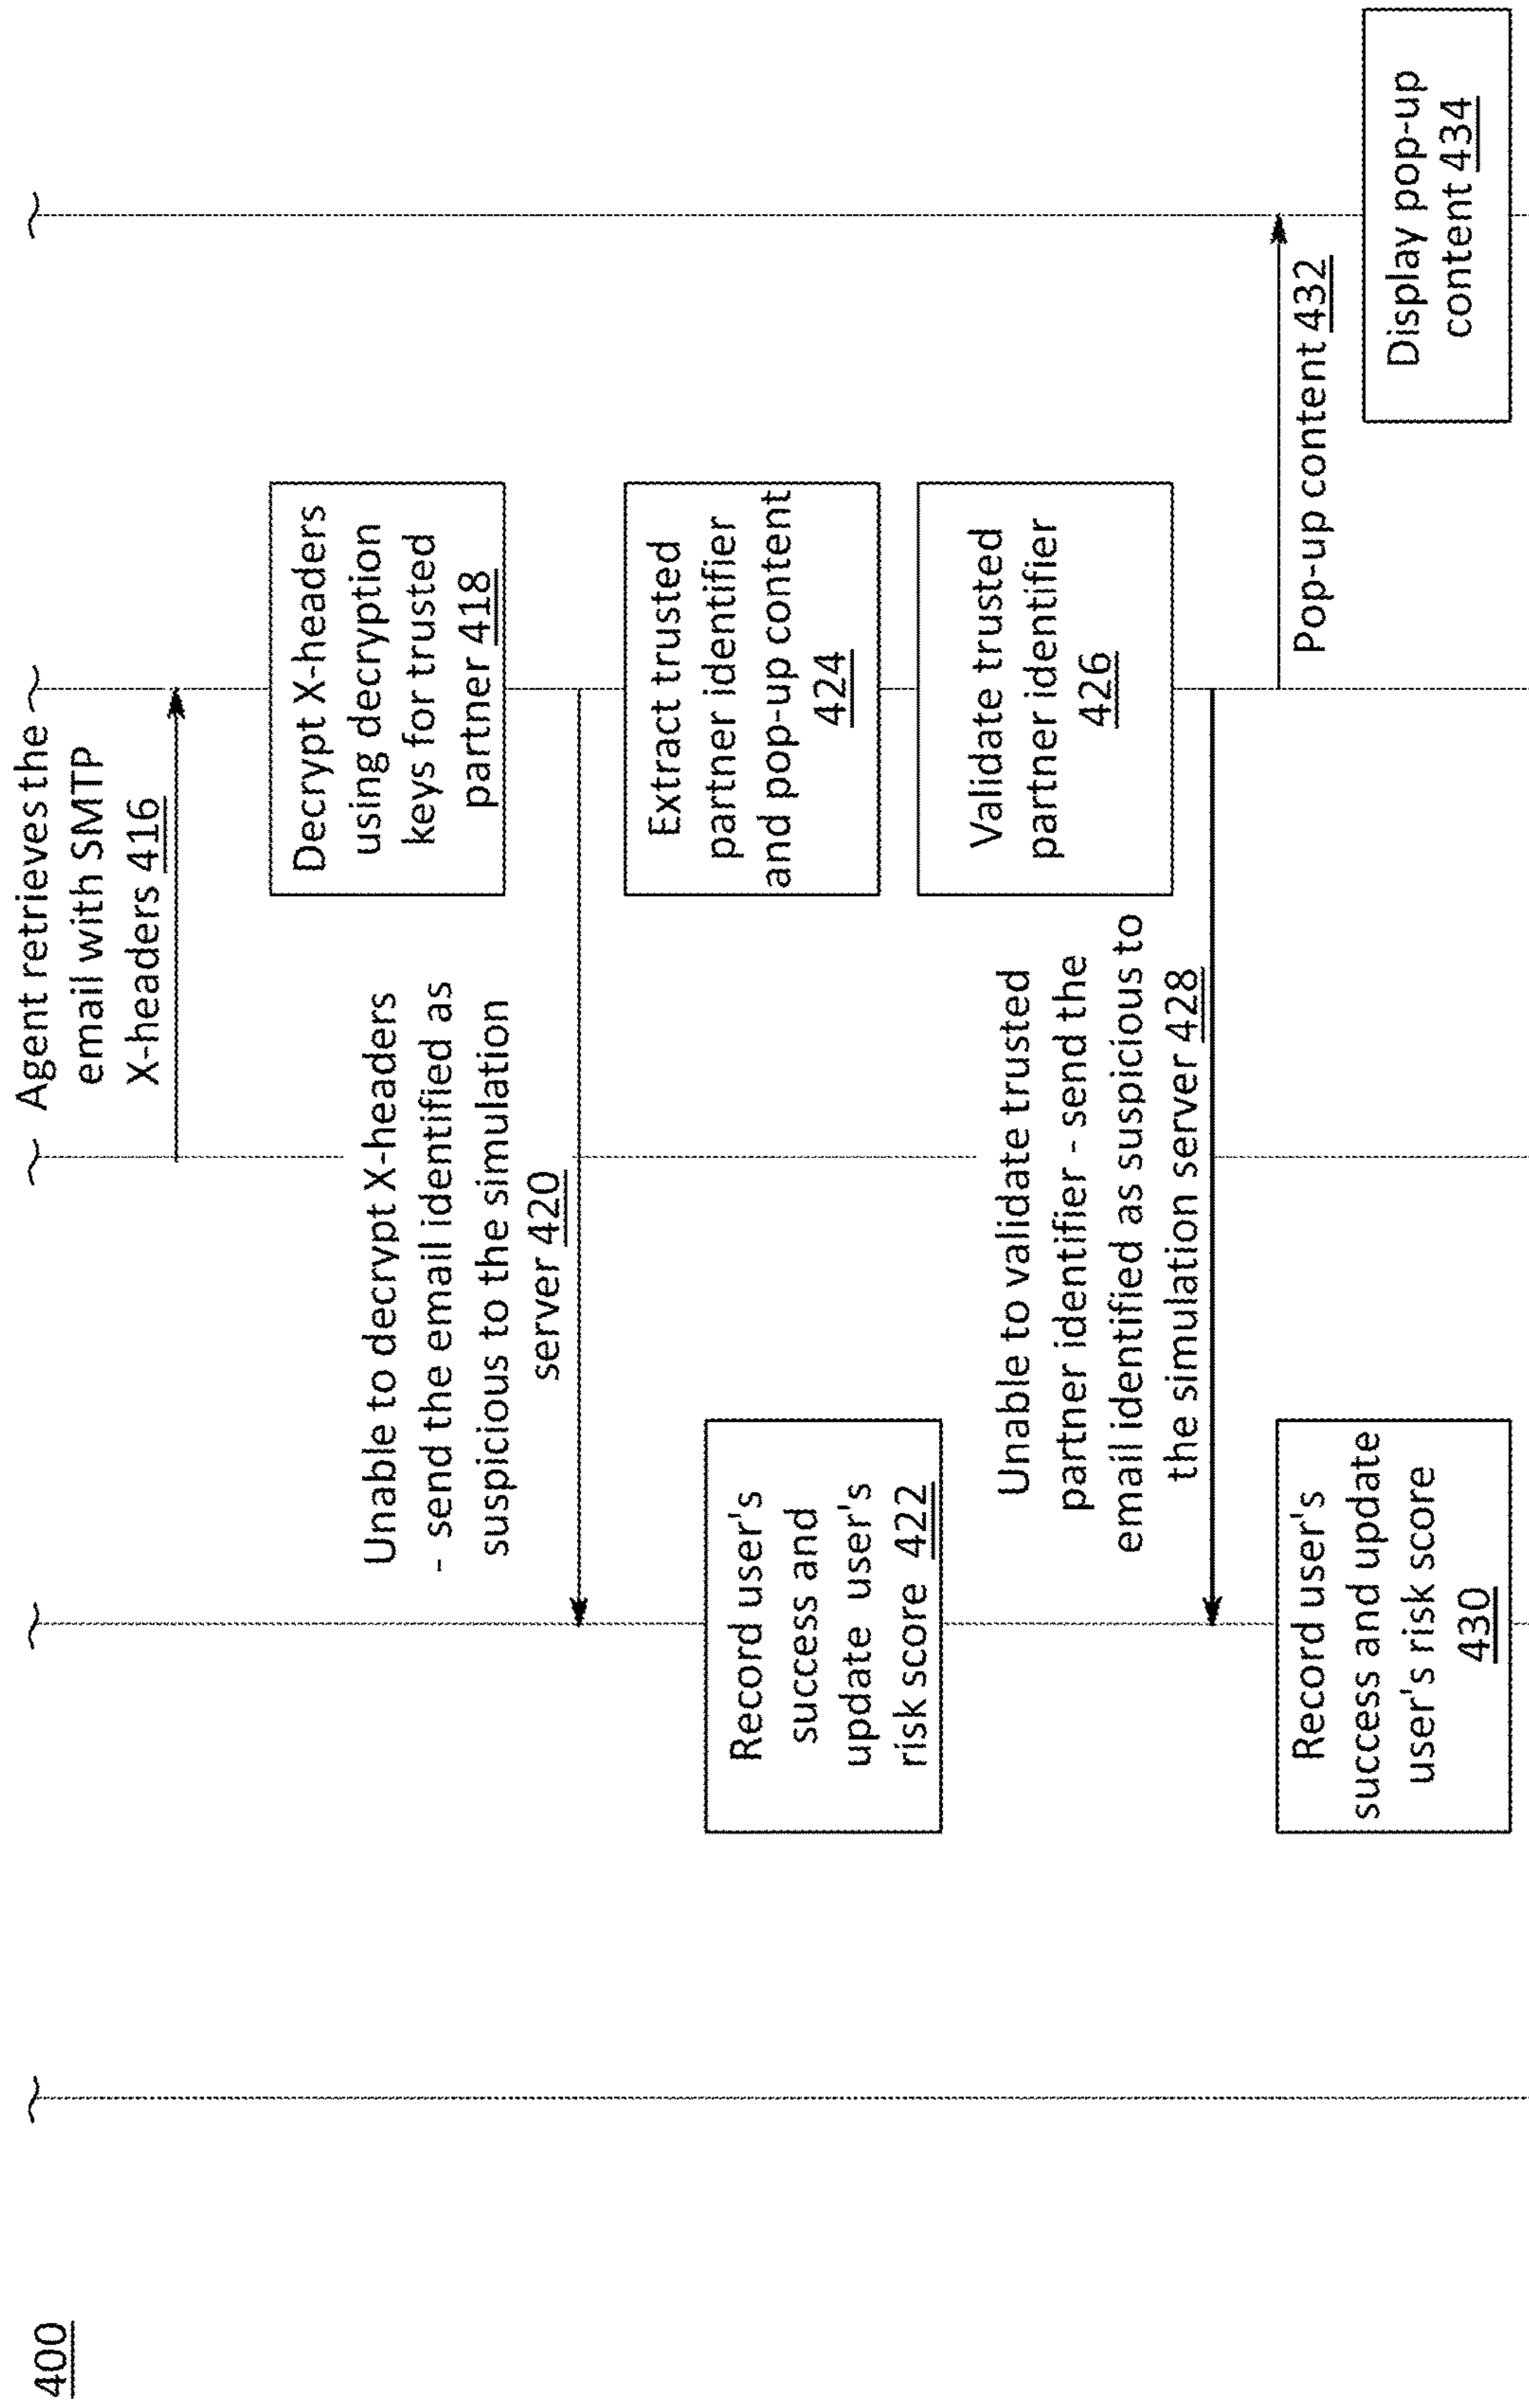 400
Agent retrieves the
email with SMTP
X-headers 416
Decrypt X-headers
using decryption
keys for trusted
partner 418
Unable to decrypt X-headers
- send the email identified as
suspicious to the simulation
server 420
Record user's
success and
update user's
risk score 422
Extract trusted
partner identifier
and pop-up content
424
Validate trusted
partner identifier
426
Unable to validate trusted
partner identifier - send the
email identified as suspicious to
the simulation server 428
Record user's
success and update
user's risk score
430
Pop-up content 432
Display pop-up
content 434